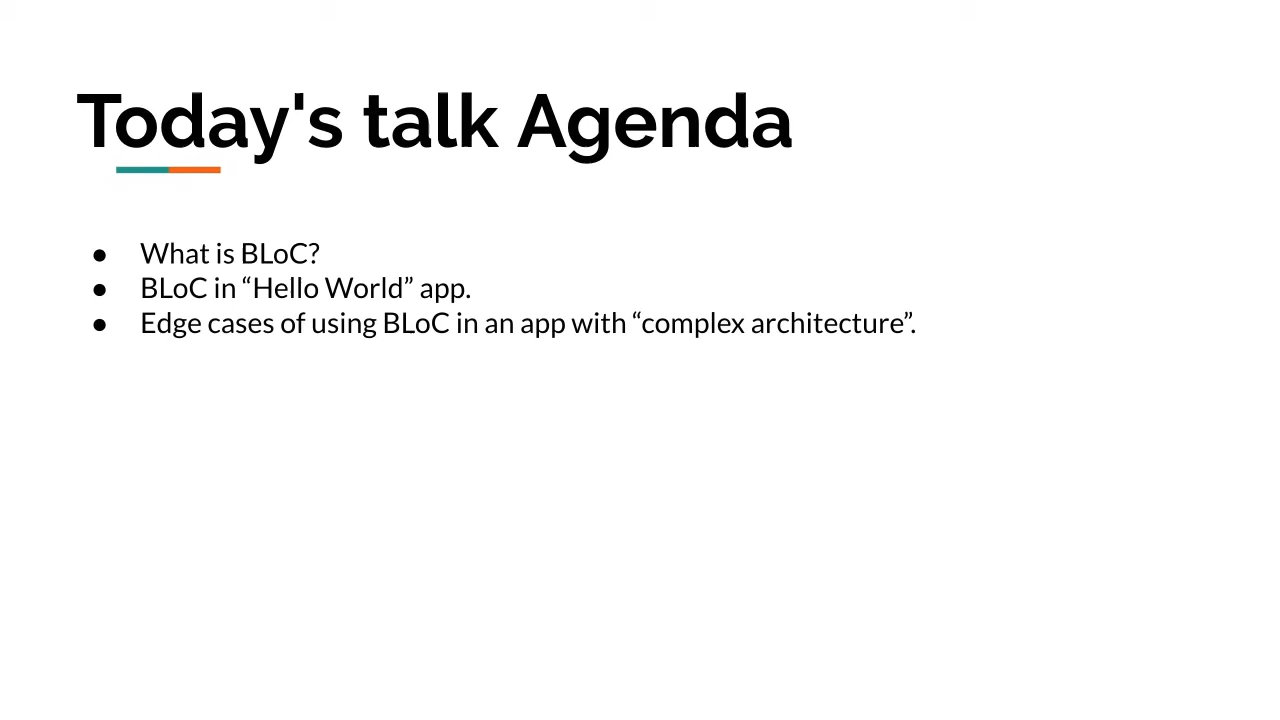 Today's talk Agenda
● What is BLoC?
● BLoC in “Hello World” app.
● Edge cases of using BLoC in an app with “complex architecture”.